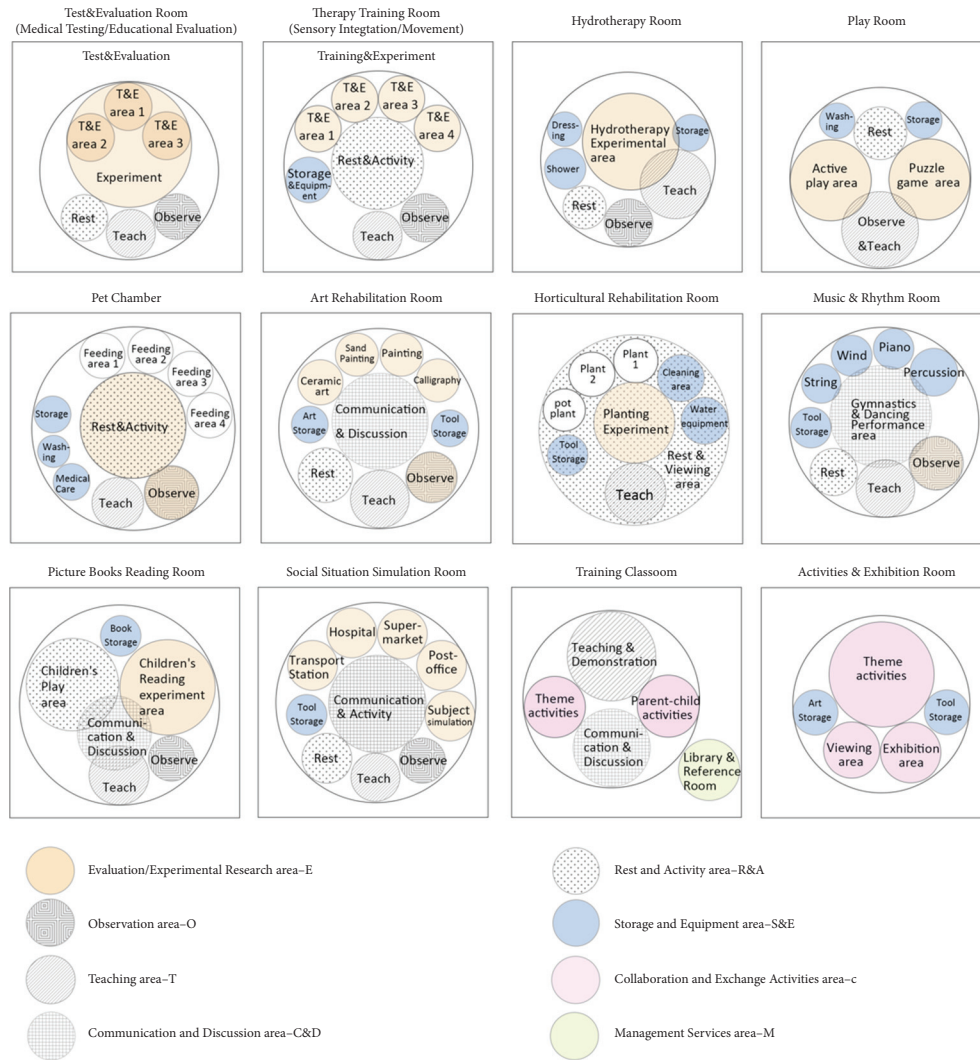 Test&Evaluation Room
(Medical Testing/Educational Evaluation)
Test&Evaluation
T&E
area 1
T&E
area 2
T&E
area 3
Experiment
Rest
Teach
Observe
Therapy Training Room
(Sensory Integtation/Movement)
Training&Experiment
T&E
area 1
T&E
area 2
T&E
area 3
T&E
area 4
Rest&Activity
Storage
&Equipm-
ent
Teach
Observe
Hydrotherapy Room
Dress-
ing
Shower
Rest
Observe
Hydrotherapy
Experimental
area
Storage
Teach
Play Room
Wash-
ing
Rest
Storage
Active
play area
Puzzle
game area
Observe
&Teach
Pet Chamber
Feeding
area 1
Feeding
area 2
Feeding
area 3
Feeding
area 4
Rest&Activity
Storage
Wash-
ing
Medical
Care
Teach
Observe
Art Rehabilitation Room
Sand
Painting
Painting
Ceramic
art
Calligraphy
Art
Storage
Communication
& Discussion
Tool
Storage
Rest
Teach
Observe
Horticultural Rehabilitation Room
Plant
1
Plant
2
pot
plant
Cleaning
area
Water
equipment
Planting
Experiment
Tool
Storage
Rest &
Viewing
area
Teach
Music & Rhythm Room
Wind
Piano
String
Percussion
Tool
Storage
Gymnastics
& Dancing
Performance
area
Rest
Teach
Observe
Picture Books Reading Room
Book
Storage
Children's
Play
area
Children's
Reading
experiment
area
Communi-
cation &
Discussion
Observe
Teach
Social Situation Simulation Room
Hospital
Super-
market
Transport
Station
Post-
office
Tool
Storage
Communication
& Activity
Subject
simulation
Rest
Teach
Observe
Training Classoom
Teaching &
Demonstration
Theme
activities
Parent-child
activities
Communi-
cation &
Discussion
Library &
Reference
Room
Activities & Exhibition Room
Theme
activities
Art
Storage
Tool
Storage
Viewing
area
Exhibition
area
Evaluation/Experimental Research area–E
Observation area–O
Teaching area–T
Communication and Discussion area–C&D
Rest and Activity area–R&A
Storage and Equipment area–S&E
Collaboration and Exchange Activities area–c
Management Services area–M